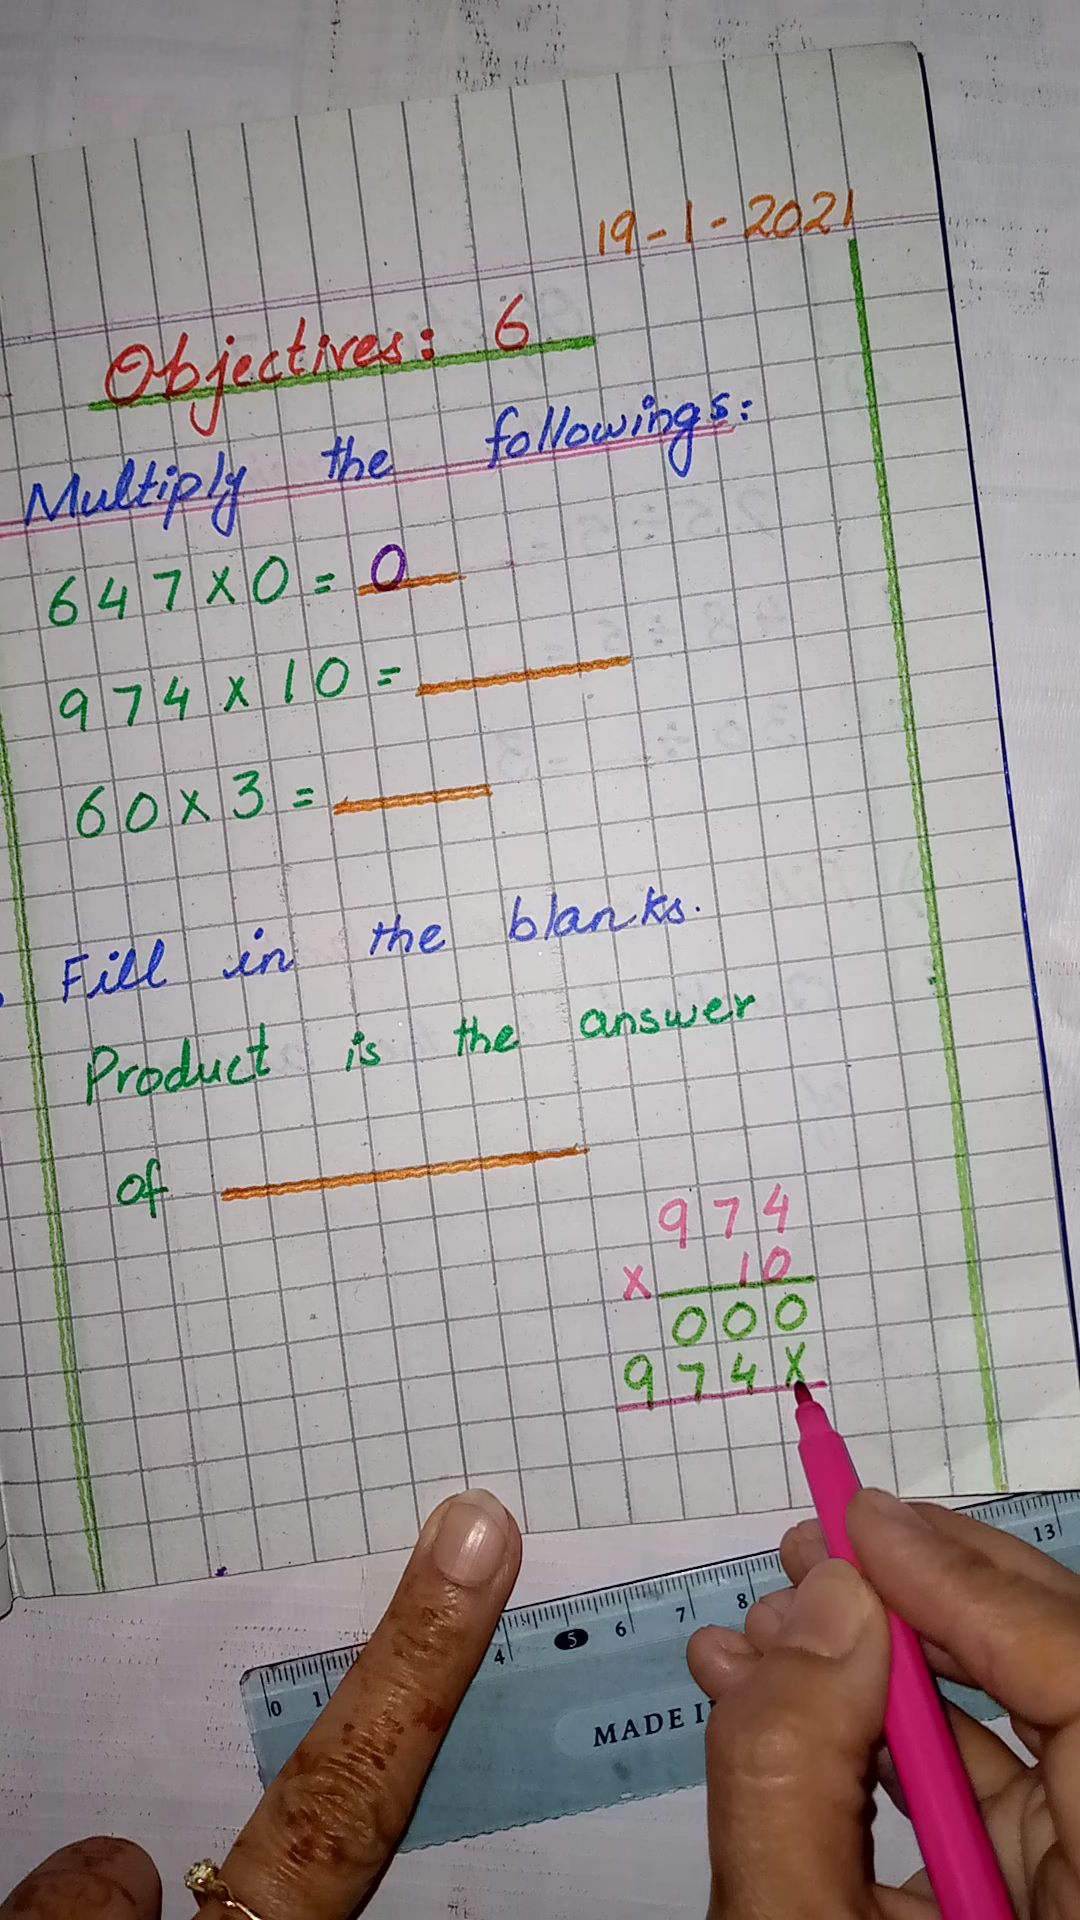 19-1-2021
Objectives: 6
Multiply the followings:
647 x 0 = 0
974 x 10 =
60 x 3 =
Fill in the blanks.
Product is the answer
of
974
x 10
000
974x
0 1 4 5 6 7 8 13
MADE I